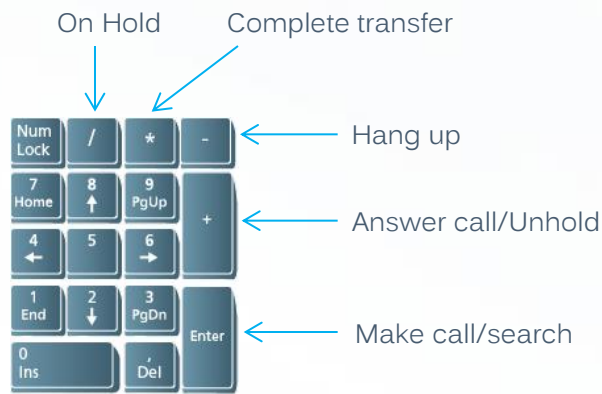 On Hold
Complete transfer
Num
Lock
/
*
-
Hang up
7
Home
8
↑
9
PgUp
+
Answer call/Unhold
4
←
5
6
→
1
End
2
↓
3
PgDn
Enter
Make call/search
0
Ins
,
Del